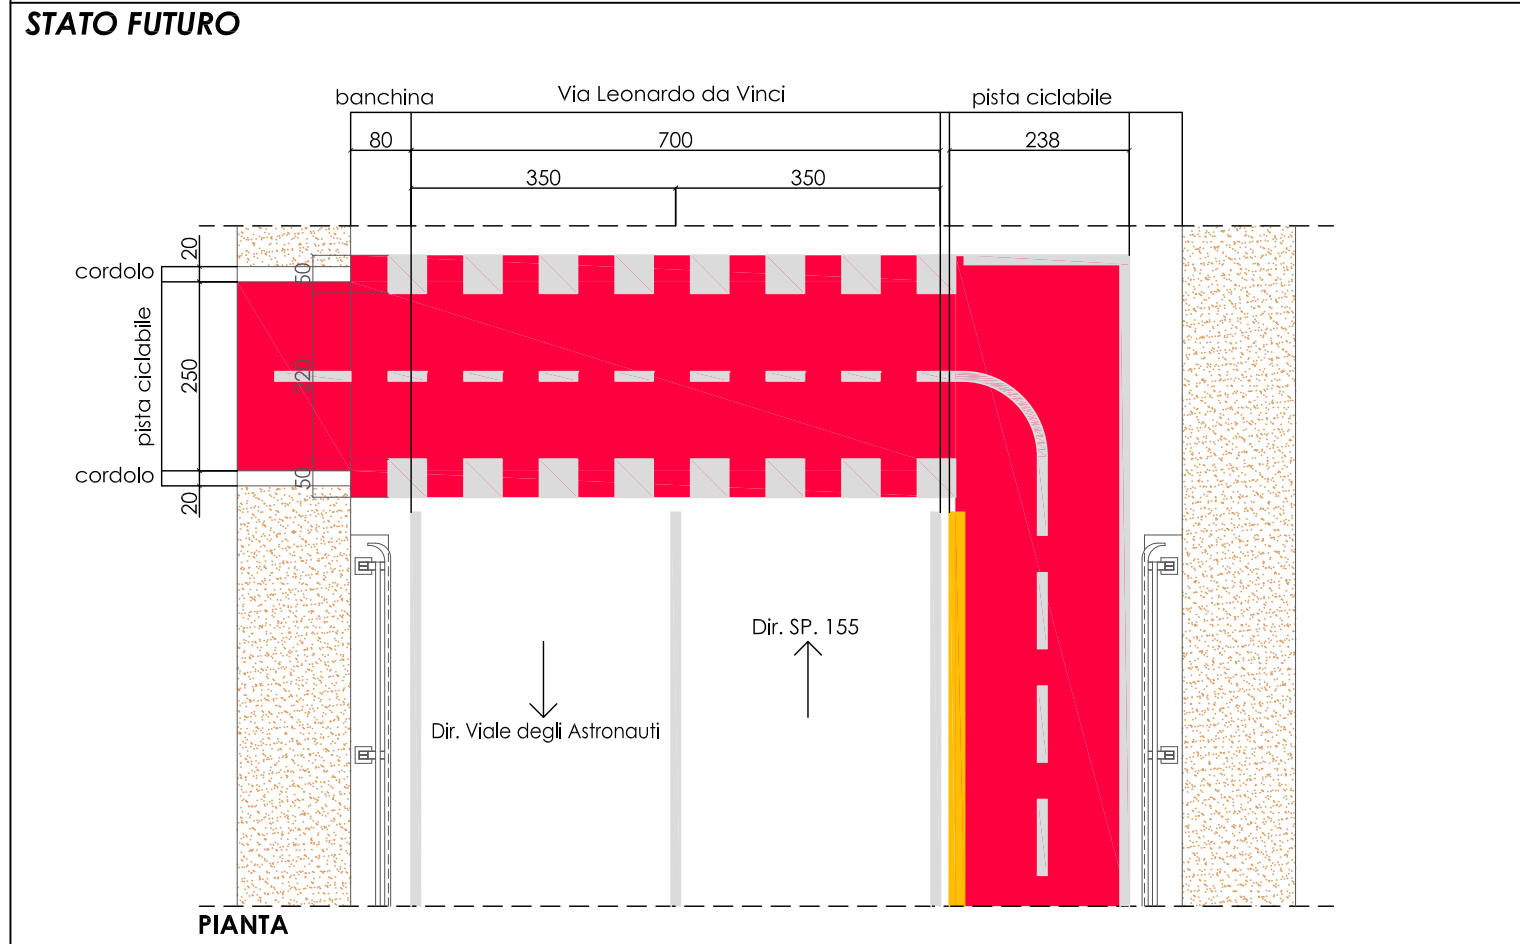 STATO FUTURO
banchina
Via Leonardo da Vinci
pista ciclabile
80
700
238
350
350
20
cordolo
50
pista ciclabile
250
220
cordolo
50
20
Dir. SP. 155
Dir. Viale degli Astronauti
PIANTA